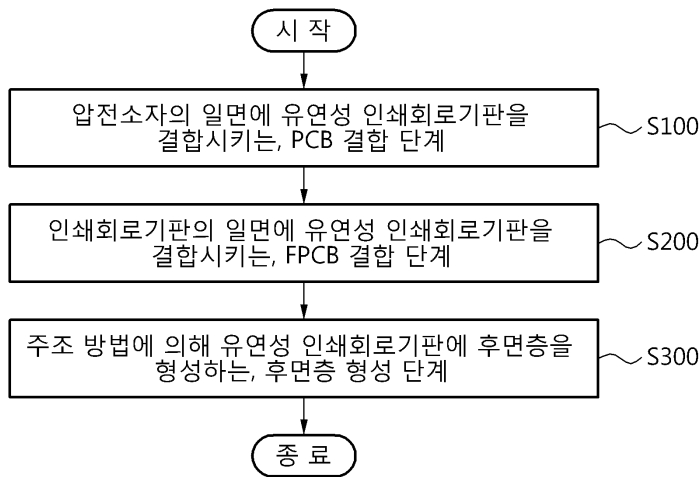 시 작
압전소자의 일면에 유연성 인쇄회로기판을
결합시키는, PCB 결합 단계
S100
인쇄회로기판의 일면에 유연성 인쇄회로기판을
결합시키는, FPCB 결합 단계
S200
주조 방법에 의해 유연성 인쇄회로기판에 후면층을
형성하는, 후면층 형성 단계
S300
종 료